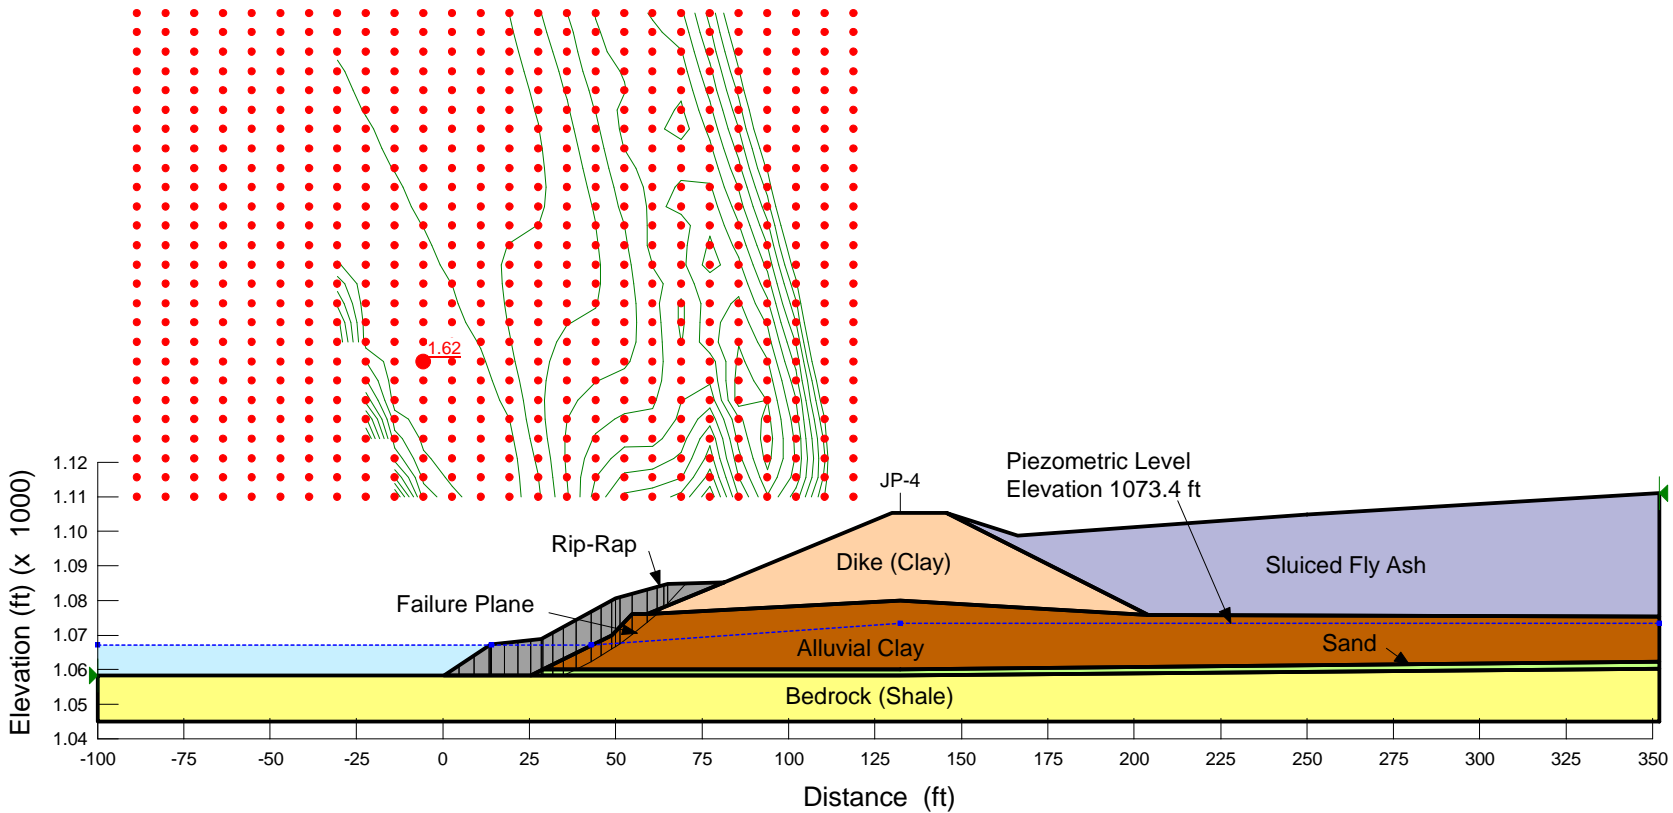 1.62
Piezometric Level
Elevation 1073.4 ft
JP-4
Rip-Rap
Dike (Clay)
Sluiced Fly Ash
Failure Plane
Alluvial Clay
Sand
Bedrock (Shale)
Elevation (ft) (x 1000)
1.12
1.11
1.10
1.09
1.08
1.07
1.06
1.05
1.04
-100 -75 -50 -25 0 25 50 75 100 125 150 175 200 225 250 275 300 325 350
Distance (ft)